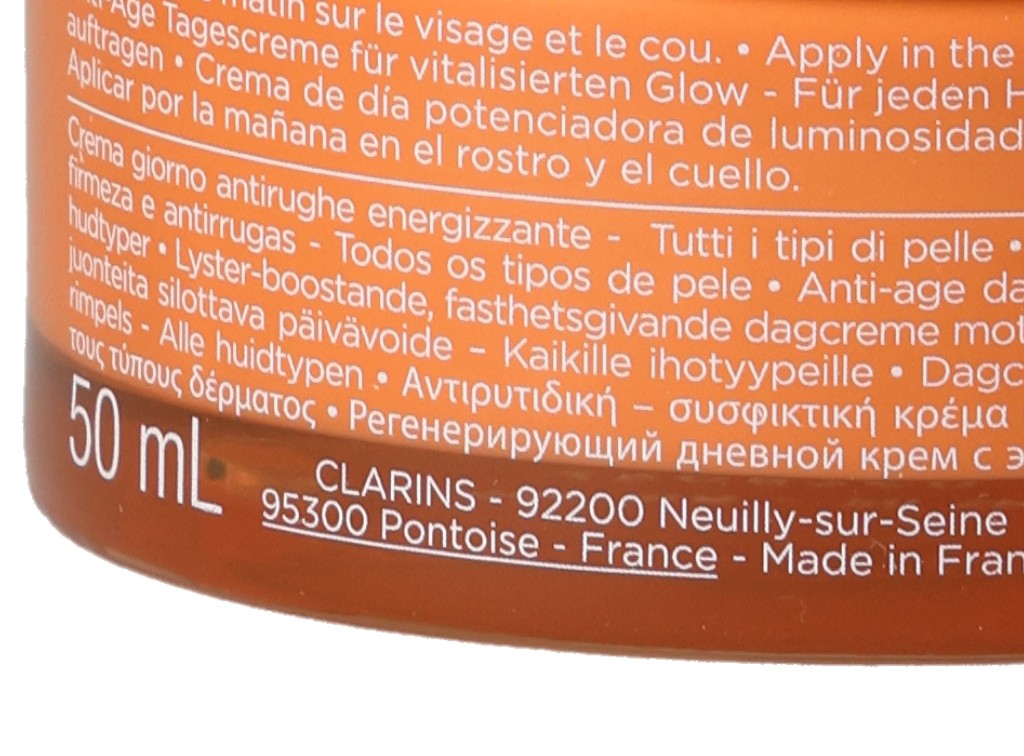 matin sur le visage et le cou. • Apply in the
-Age Tagescreme für vitalisierten Glow - Für jeden H
auftragen • Crema de día potenciadora de luminosidad
Aplicar por la mañana en el rostro y el cuello.
Crema giorno antirughe energizzante - Tutti i tipi di pelle •
firmeza e antirrugas - Todos os tipos de pele • Anti-age da
hudtyper • Lyster-boostande, fasthetsgivande dagcreme mot
juonteita silottava päivävoide – Kaikille ihotyypeille • Dagc
rimpels - Alle huidtypen • Αντιρυτιδική – συσφικτική κρέμα
τους τύπους δέρματος • Регенерирующий дневной крем с э
50 mL
CLARINS - 92200 Neuilly-sur-Seine
95300 Pontoise - France - Made in Fran